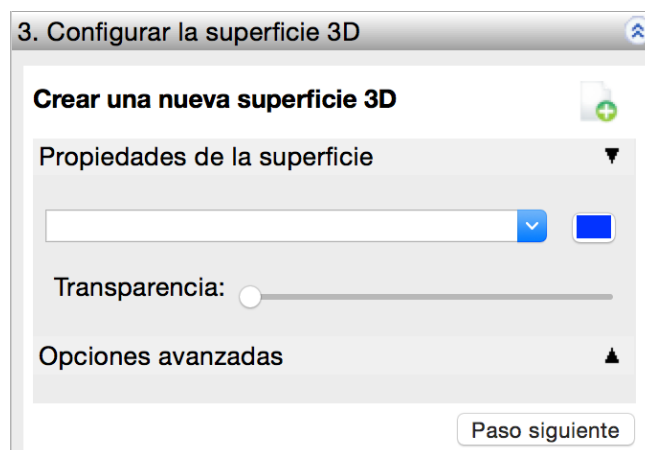 3. Configurar la superficie 3D
Crear una nueva superficie 3D
Propiedades de la superficie
Transparencia:
Opciones avanzadas
Paso siguiente